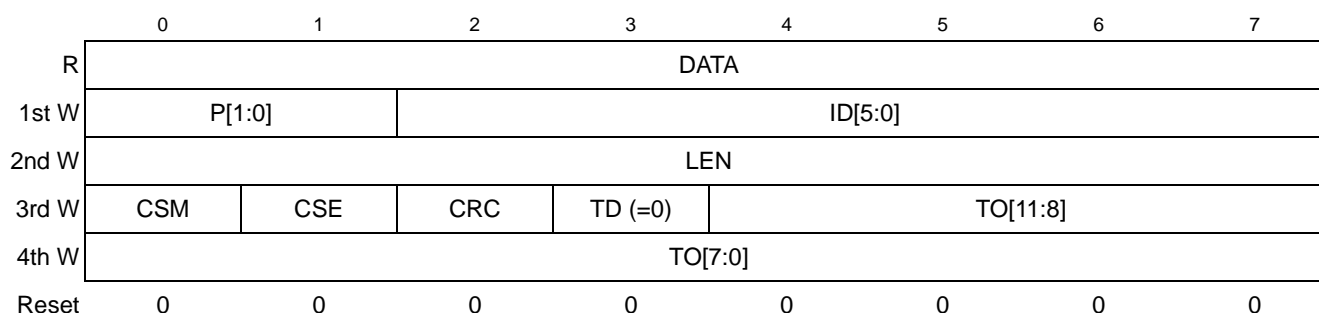 0 1 2 3 4 5 6 7
R DATA
1st W P[1:0] ID[5:0]
2nd W LEN
3rd W CSM CSE CRC TD (=0) TO[11:8]
4th W TO[7:0]
Reset 0 0 0 0 0 0 0 0